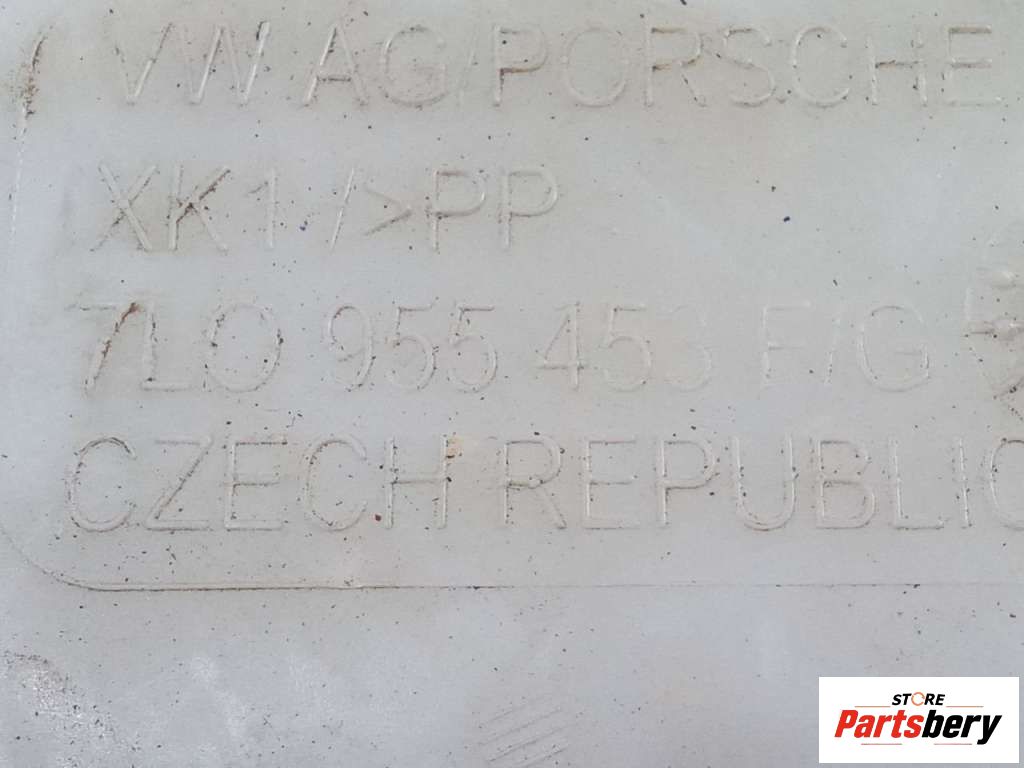 VW AG/PORSCHE
XK1 />PP
7L0 955 453 F/G
CZECH REPUBLIC
STORE
Partsbery